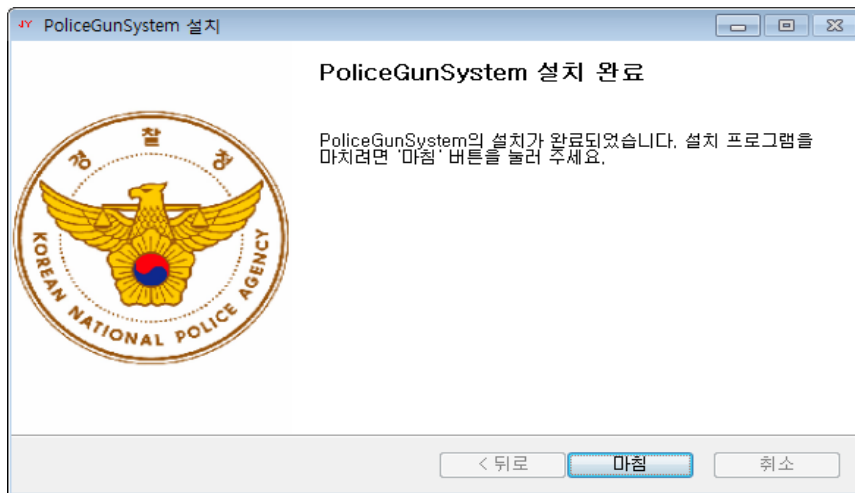 JY PoliceGunSystem 설치
PoliceGunSystem 설치 완료
PoliceGunSystem의 설치가 완료되었습니다. 설치 프로그램을
마치려면 '마침' 버튼을 눌러 주세요.
경찰청
KOREAN NATIONAL POLICE AGENCY
< 뒤로
마침
취소